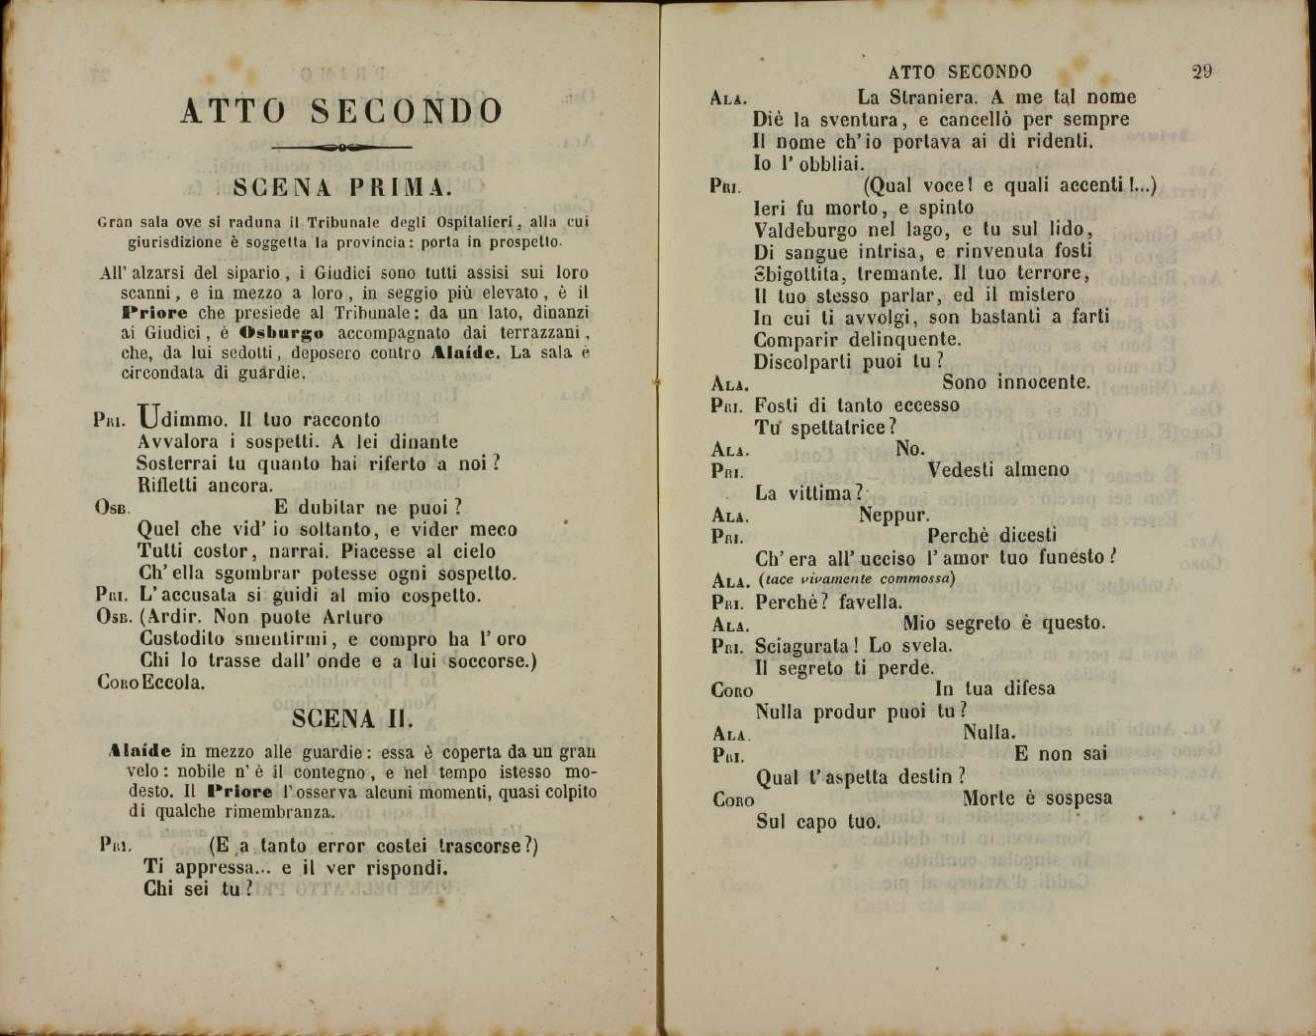 ATTO SECONDO
SCENA PRIMA.
Gran sala ove si raduna il Tribunale degli Ospitalieri, alla cui
giurisdizione è soggetta la provincia: porta in prospetto.
All' alzarsi del sipario, i Giudici sono tutti assisi sui loro
scanni, e in mezzo a loro, in seggio più elevato, è il
Priore che presiede al Tribunale: da un lato, dinanzi
ai Giudici, è Osburgo accompagnato dai terrazzani,
che, da lui sedotti, deposero contro Alaíde. La sala è
circondata di guardie.
PRI. Udimmo. Il tuo racconto
Avvalora i sospetti. A lei dinante
Sosterrai tu quanto hai riferto a noi?
Rifletti ancora.
OSB. E dubitar ne puoi?
Quel che vid' io soltanto, e vider meco
Tutti costor, narrai. Piacesse al cielo
Ch' ella sgombrar potesse ogni sospetto.
PRI. L' accusata si guidi al mio cospetto.
OSB. (Ardir. Non puote Arturo
Custodito smentirmi, e compro ha l' oro
Chi lo trasse dall' onde e a lui soccorse.)
CORO Eccola.
SCENA II.
Alaíde in mezzo alle guardie: essa è coperta da un gran
velo: nobile n' è il contegno, e nel tempo istesso mo-
desto. Il Priore l' osserva alcuni momenti, quasi colpito
di qualche rimembranza.
PRI. (E a tanto error costei trascorse?)
Ti appressa... e il ver rispondi.
Chi sei tu?
ATTO SECONDO 29
ALA. La Straniera. A me tal nome
Diè la sventura, e cancellò per sempre
Il nome ch' io portava ai dì ridenti.
Io l' obbliai.
PRI. (Qual voce! e quali accenti!...)
Ieri fu morto, e spinto
Valdeburgo nel lago, e tu sul lido,
Di sangue intrisa, e rinvenuta fosti
Sbigottita, tremante. Il tuo terrore,
Il tuo stesso parlar, ed il mistero
In cui ti avvolgi, son bastanti a farti
Comparir delinquente.
Discolparti puoi tu?
ALA. Sono innocente.
PRI. Fosti di tanto eccesso
Tu spettatrice?
ALA. No.
PRI. Vedesti almeno
La vittima?
ALA. Neppur.
PRI. Perchè dicesti
Ch' era all' ucciso l' amor tuo funesto?
ALA. (tace vivamente commossa)
PRI. Perchè? favella.
ALA. Mio segreto è questo.
PRI. Sciagurata! Lo svela.
Il segreto ti perde.
CORO In tua difesa
Nulla produr puoi tu?
ALA. Nulla.
PRI. E non sai
Qual t' aspetta destin?
CORO Morte è sospesa
Sul capo tuo.